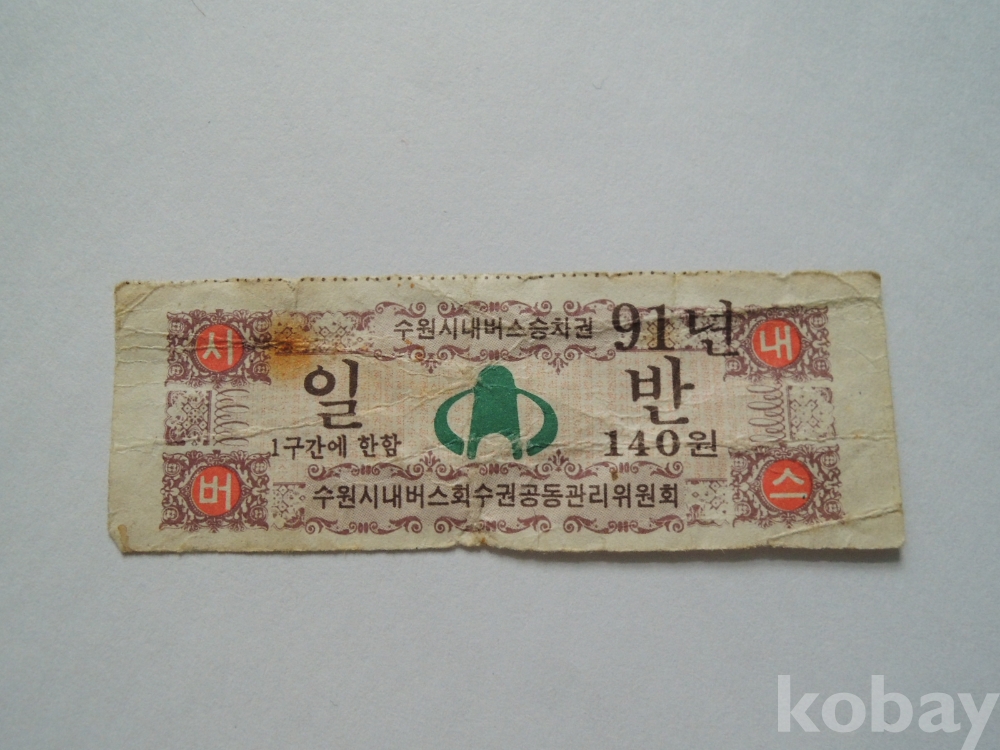 수원시내버스승차권 91년
시 내
일 반
1구간에 한함 140원
버 스
수원시내버스회수권공동관리위원회
kobay